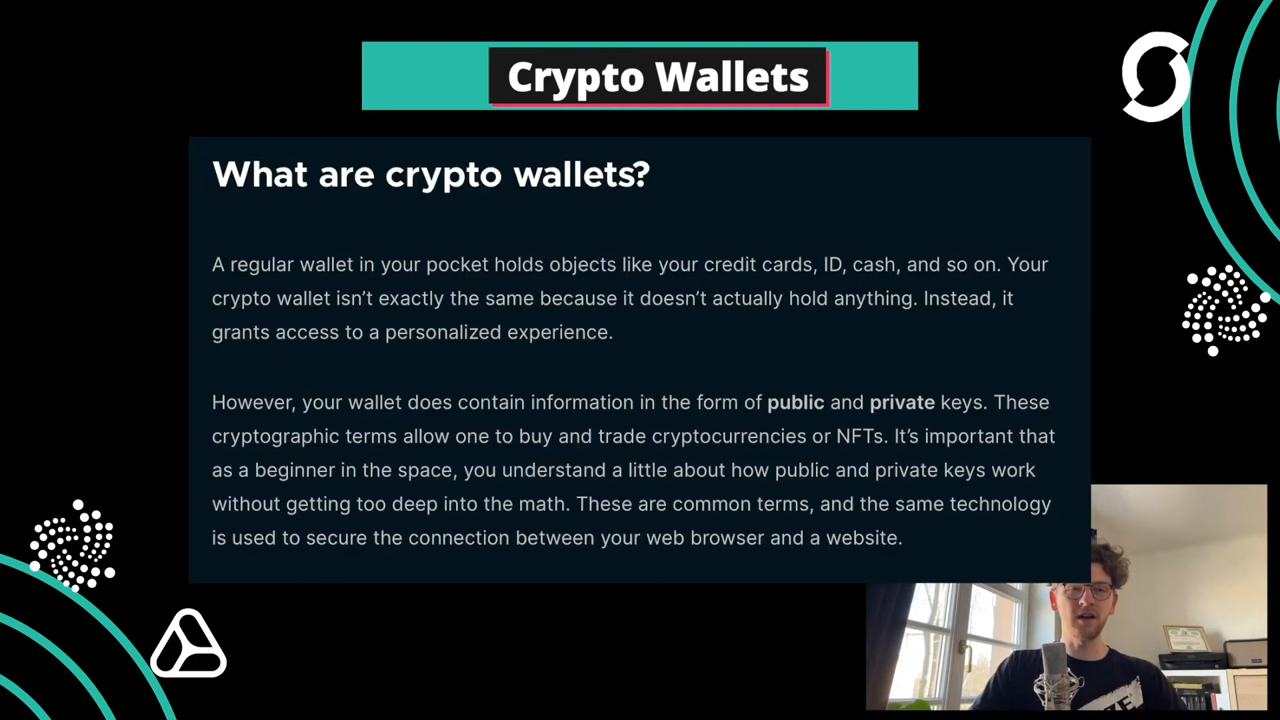 Crypto Wallets
What are crypto wallets?
A regular wallet in your pocket holds objects like your credit cards, ID, cash, and so on. Your
crypto wallet isn’t exactly the same because it doesn’t actually hold anything. Instead, it
grants access to a personalized experience.
However, your wallet does contain information in the form of public and private keys. These
cryptographic terms allow one to buy and trade cryptocurrencies or NFTs. It’s important that
as a beginner in the space, you understand a little about how public and private keys work
without getting too deep into the math. These are common terms, and the same technology
is used to secure the connection between your web browser and a website.